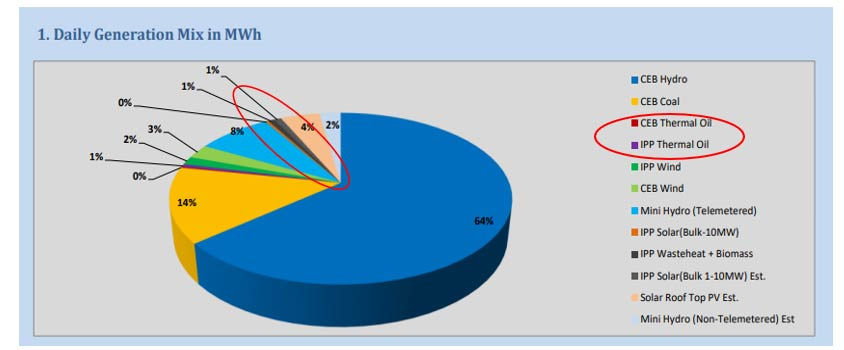 1. Daily Generation Mix in MWh
1%
1%
0%
3%
2%
1%
0%
8%
4%
2%
14%
64%
CEB Hydro
CEB Coal
CEB Thermal Oil
IPP Thermal Oil
IPP Wind
CEB Wind
Mini Hydro (Telemetered)
IPP Solar(Bulk-10MW)
IPP Wasteheat + Biomass
IPP Solar(Bulk 1-10MW) Est.
Solar Roof Top PV Est.
Mini Hydro (Non-Telemetered) Est